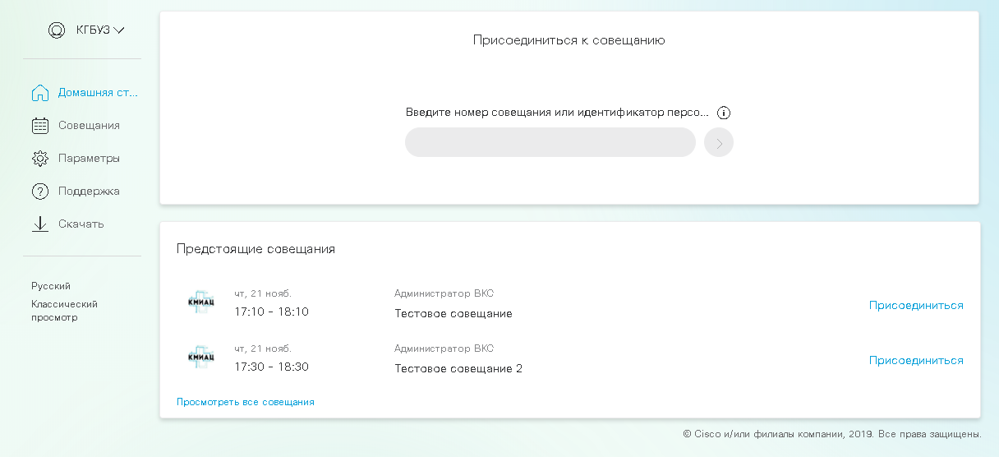 КГБУЗ
Домашняя ст...
Совещания
Параметры
Поддержка
Скачать
Русский
Классический
просмотр
Присоединиться к совещанию
Введите номер совещания или идентификатор персо...
Предстоящие совещания
КМИАЦ
чт, 21 нояб.
17:10 - 18:10
Администратор ВКС
Тестовое совещание
Присоединиться
КМИАЦ
чт, 21 нояб.
17:30 - 18:30
Администратор ВКС
Тестовое совещание 2
Присоединиться
Просмотреть все совещания
© Cisco и/или филиалы компании, 2019. Все права защищены.